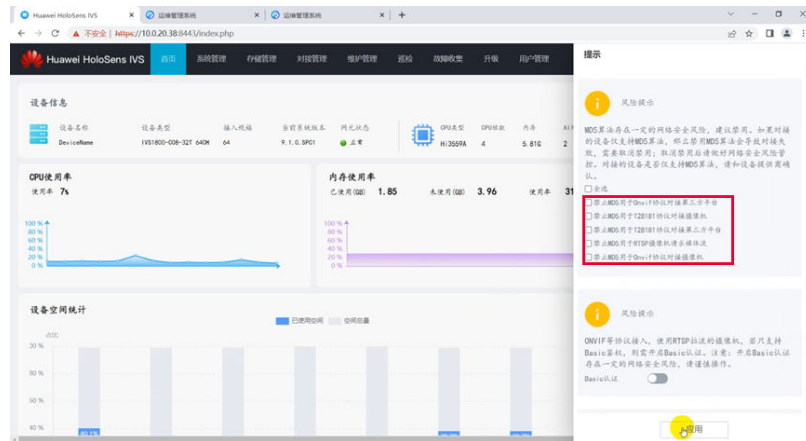 Huawei HoloSens IVS
运维管理系统
运维管理系统
不安全 | https://10.0.20.38:8443/index.php
Huawei HoloSens IVS 首页 系统管理 存储管理 对接管理 维护管理 巡检 故障收集 升级 用户管理
设备信息
设备名称 设备类型 接入规格 当前系统版本 网元状态 CPU类型 CPU核数 内存
DeviceName IVS1800-C08-32T 64CH 64 9.1.0.SPC1 正常 Hi3559A 4 5.81G 2
CPU使用率
使用率 7%
100 %
80 %
60 %
40 %
20 %
0 %
内存使用率
已使用(GB) 1.85 未使用(GB) 3.96 使用率 31
100 %
80 %
60 %
40 %
20 %
0 %
设备空间统计
已使用空间 空间总量
占比
80 %
50 %
40 %
提示
风险提示
MD5算法存在一定的网络安全风险，建议禁用。如果对接
的设备仅支持MD5算法，那么禁用MD5算法会导致对接失
败，需要取消禁用；取消禁用后请做好网络安全风险管
控。对接的设备是否仅支持MD5算法，请和设备提供商确
认。
全选
禁止MD5用于Onvif协议对接第三方平台
禁止MD5用于T28181协议对接摄像机
禁止MD5用于T28181协议对接第三方平台
禁止MD5用于RTSP摄像机请求媒体流
禁止MD5用于Onvif协议对接摄像机
风险提示
ONVIF等协议接入，使用RTSP拉流的摄像机，若只支持
Basic鉴权，则需开启Basic认证。注意：开启Basic认证
存在一定的网络安全风险，请谨慎操作。
Basic认证
应用